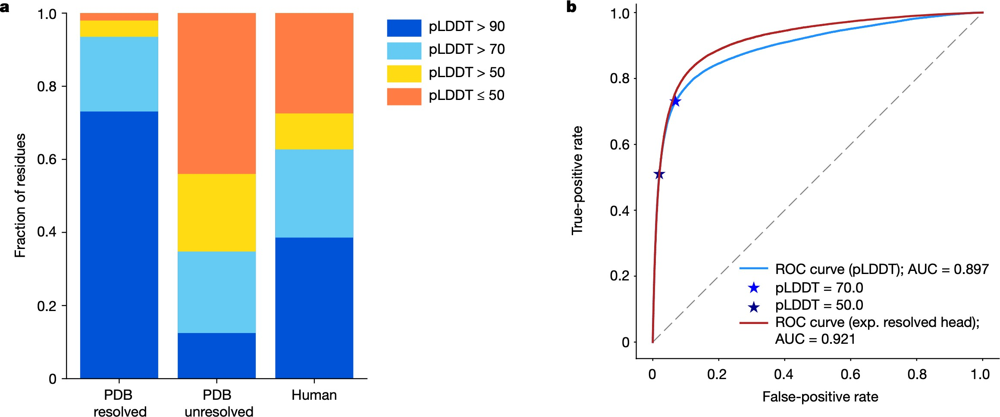 a
1.0
0.8
0.6
0.4
0.2
0
Fraction of residues
PDB
resolved
PDB
unresolved
Human
pLDDT > 90
pLDDT > 70
pLDDT > 50
pLDDT ≤ 50
b
1.0
0.8
0.6
0.4
0.2
0
True-positive rate
ROC curve (pLDDT); AUC = 0.897
pLDDT = 70.0
pLDDT = 50.0
ROC curve (exp. resolved head);
AUC = 0.921
0 0.2 0.4 0.6 0.8 1.0
False-positive rate